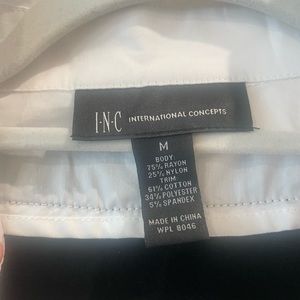 I·N·C INTERNATIONAL CONCEPTS
M
BODY
75% RAYON
25% NYLON
TRIM
61% COTTON
34% POLYESTER
5% SPANDEX
MADE IN CHINA
WPL 8046